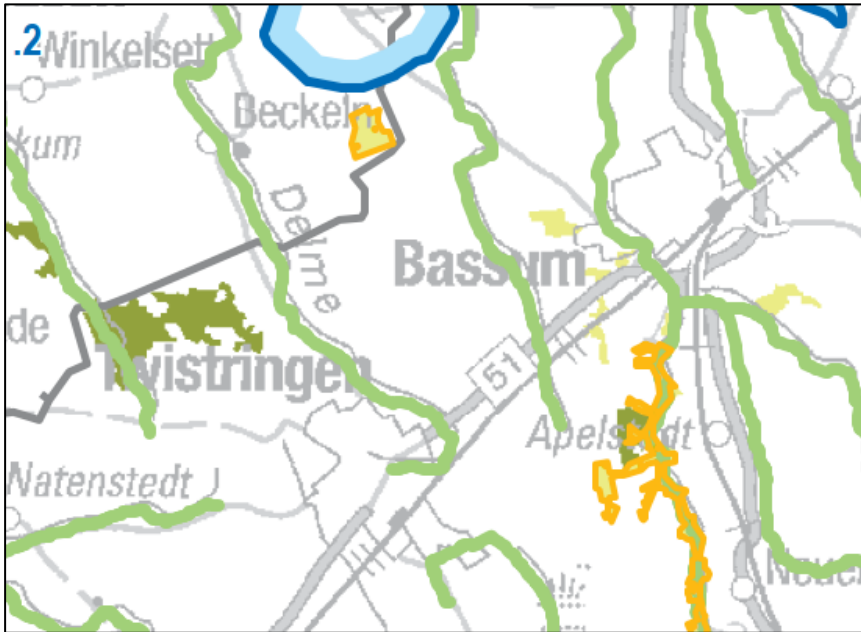 .2
Winkelsett
Beckeln
kum
Delme
Bassum
de
Twistringen
51
Apelstedt
Natenstedt